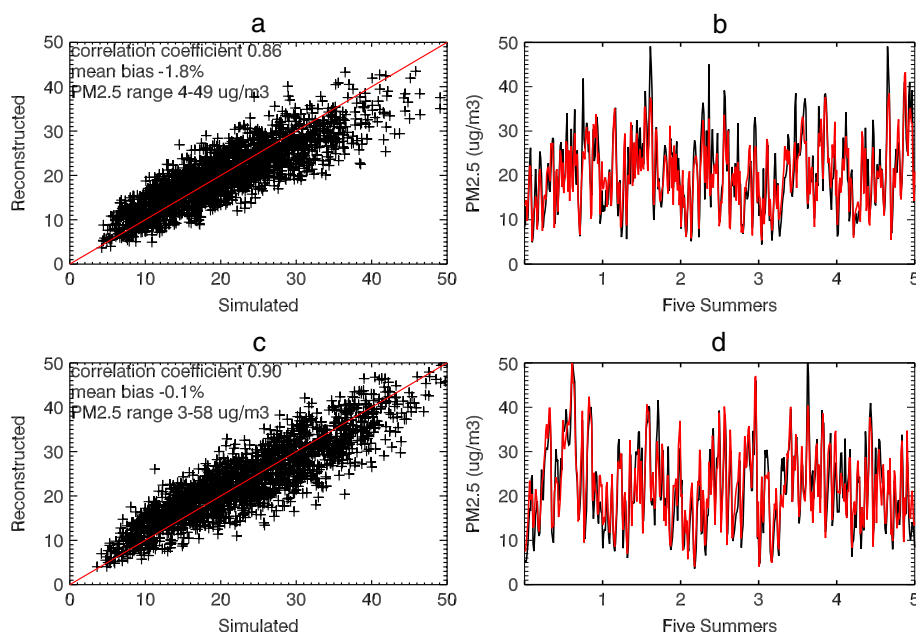 a
correlation coefficient 0.86
mean bias -1.8%
PM2.5 range 4-49 ug/m3
Reconstructed
50
40
30
20
10
0
0 10 20 30 40 50
Simulated
b
PM2.5 (ug/m3)
50
40
30
20
10
0
1 2 3 4 5
Five Summers
c
correlation coefficient 0.90
mean bias -0.1%
PM2.5 range 3-58 ug/m3
Reconstructed
50
40
30
20
10
0
0 10 20 30 40 50
Simulated
d
PM2.5 (ug/m3)
50
40
30
20
10
0
1 2 3 4 5
Five Summers